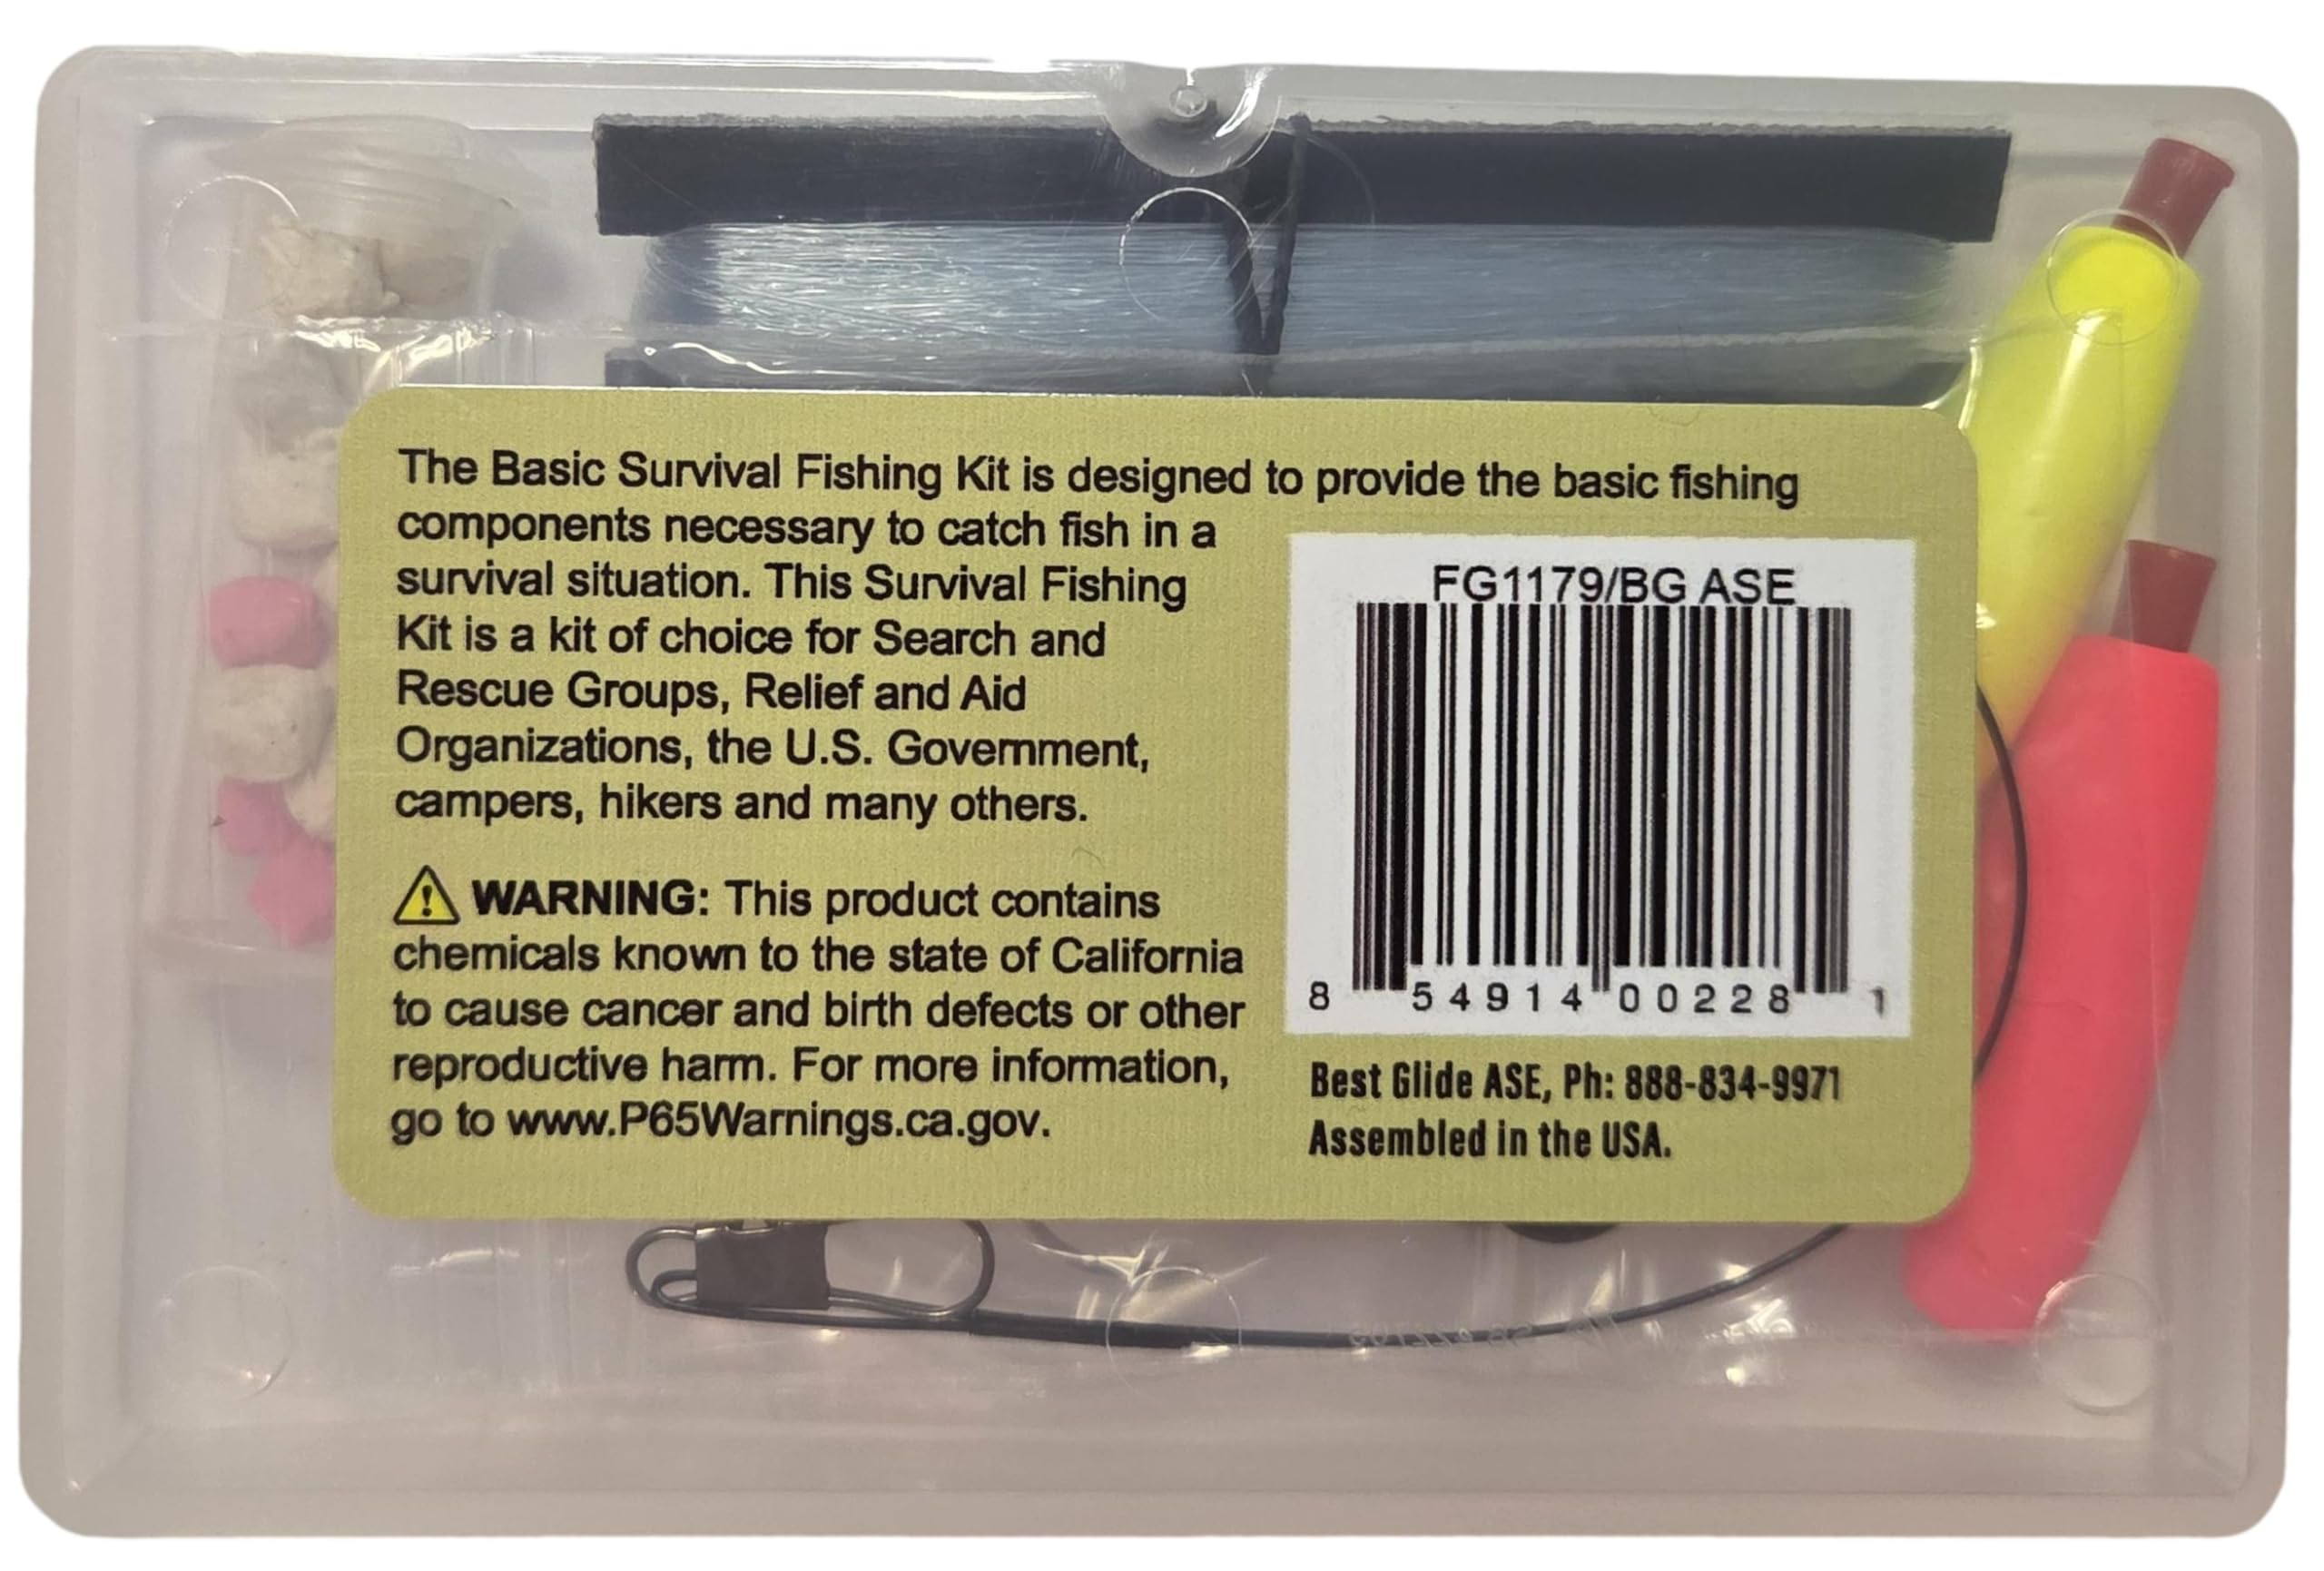 The Basic Survival Fishing Kit is designed to provide the basic fishing
components necessary to catch fish in a
survival situation. This Survival Fishing
Kit is a kit of choice for Search and
Rescue Groups, Relief and Aid
Organizations, the U.S. Government,
campers, hikers and many others.
WARNING: This product contains
chemicals known to the state of California
to cause cancer and birth defects or other
reproductive harm. For more information,
go to www.P65Warnings.ca.gov.
FG1179/BG ASE
8 54914 00228 1
Best Glide ASE, Ph: 888-834-9971
Assembled in the USA.